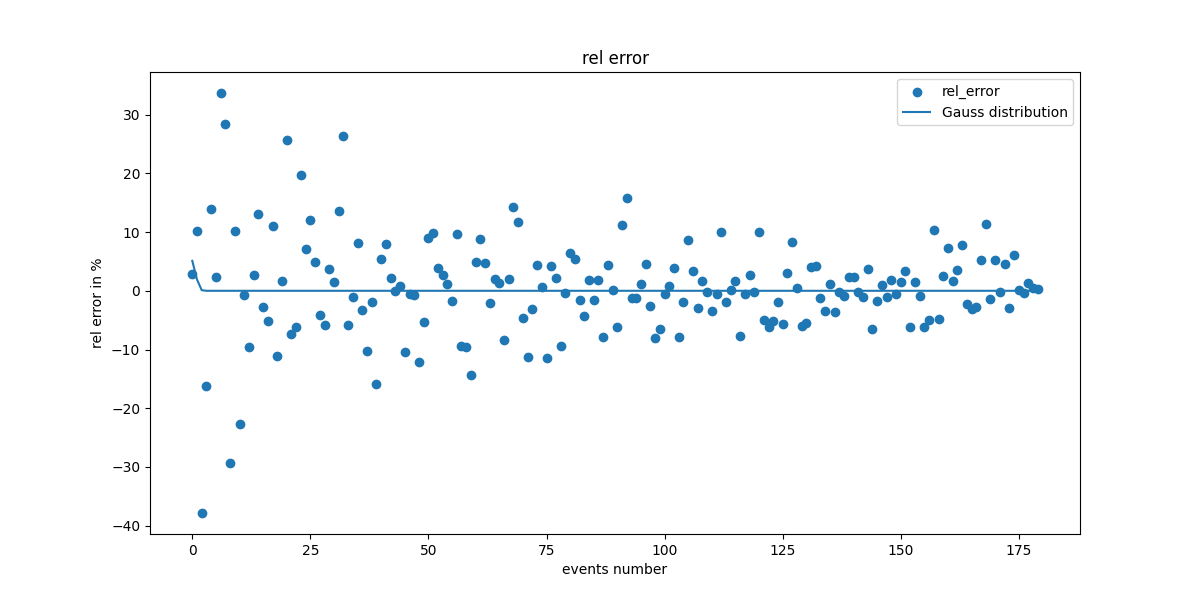 rel error
rel_error
Gauss distribution
rel error in %
30
20
10
0
−10
−20
−30
−40
0 25 50 75 100 125 150 175
events number